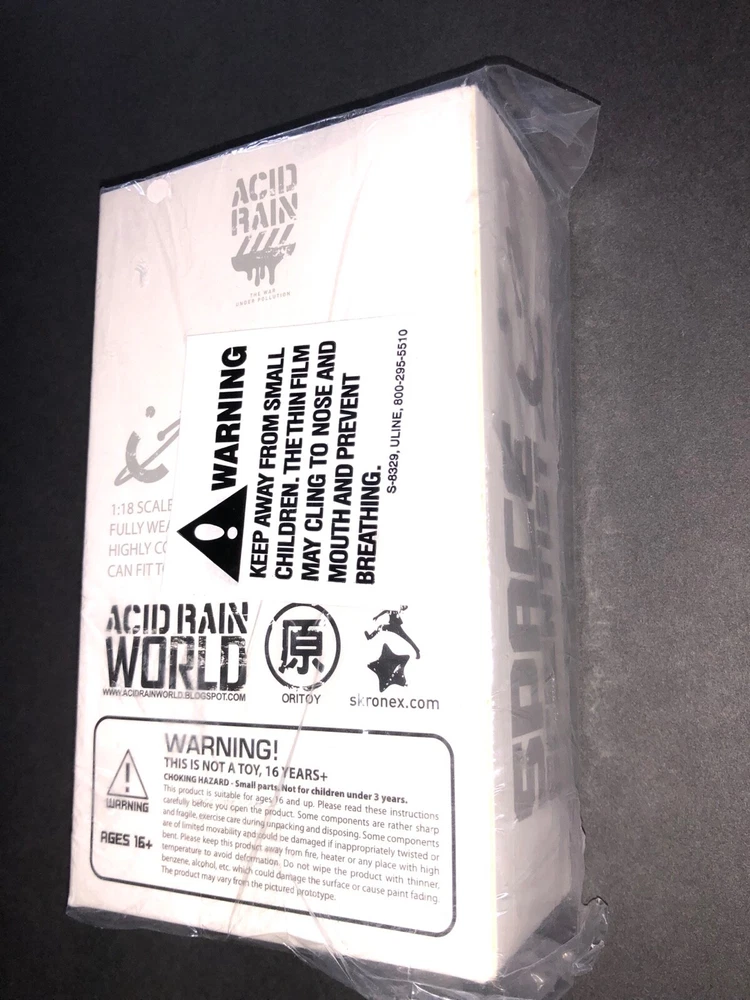 ACID
RAIN
THE WAR
UNDER POLLUTION
WARNING
KEEP AWAY FROM SMALL
CHILDREN. THE THIN FILM
MAY CLING TO NOSE AND
MOUTH AND PREVENT
BREATHING.
S-8329, ULINE, 800-295-5510
1:18 SCALE
FULLY WEA
HIGHLY CO
CAN FIT T
ACID RAIN
WORLD
WWW.ACIDRAINWORLD.BLOGSPOT.COM
原
ORITOY
skronex.com
WARNING!
THIS IS NOT A TOY, 16 YEARS+
CHOKING HAZARD - Small parts. Not for children under 3 years.
This product is suitable for ages 16 and up. Please read these instructions
carefully before you open the product. Some components are rather sharp
and fragile, exercise care during unpacking and disposing. Some components
are of limited movability and could be damaged if inappropriately twisted or
bent. Please keep this product away from fire, heater or any place with high
temperature to avoid deformation. Do not wipe the product with thinner,
benzene, alcohol, etc. which could damage the surface or cause paint fading.
The product may vary from the pictured prototype.
WARNING
AGES 16+
SPACE